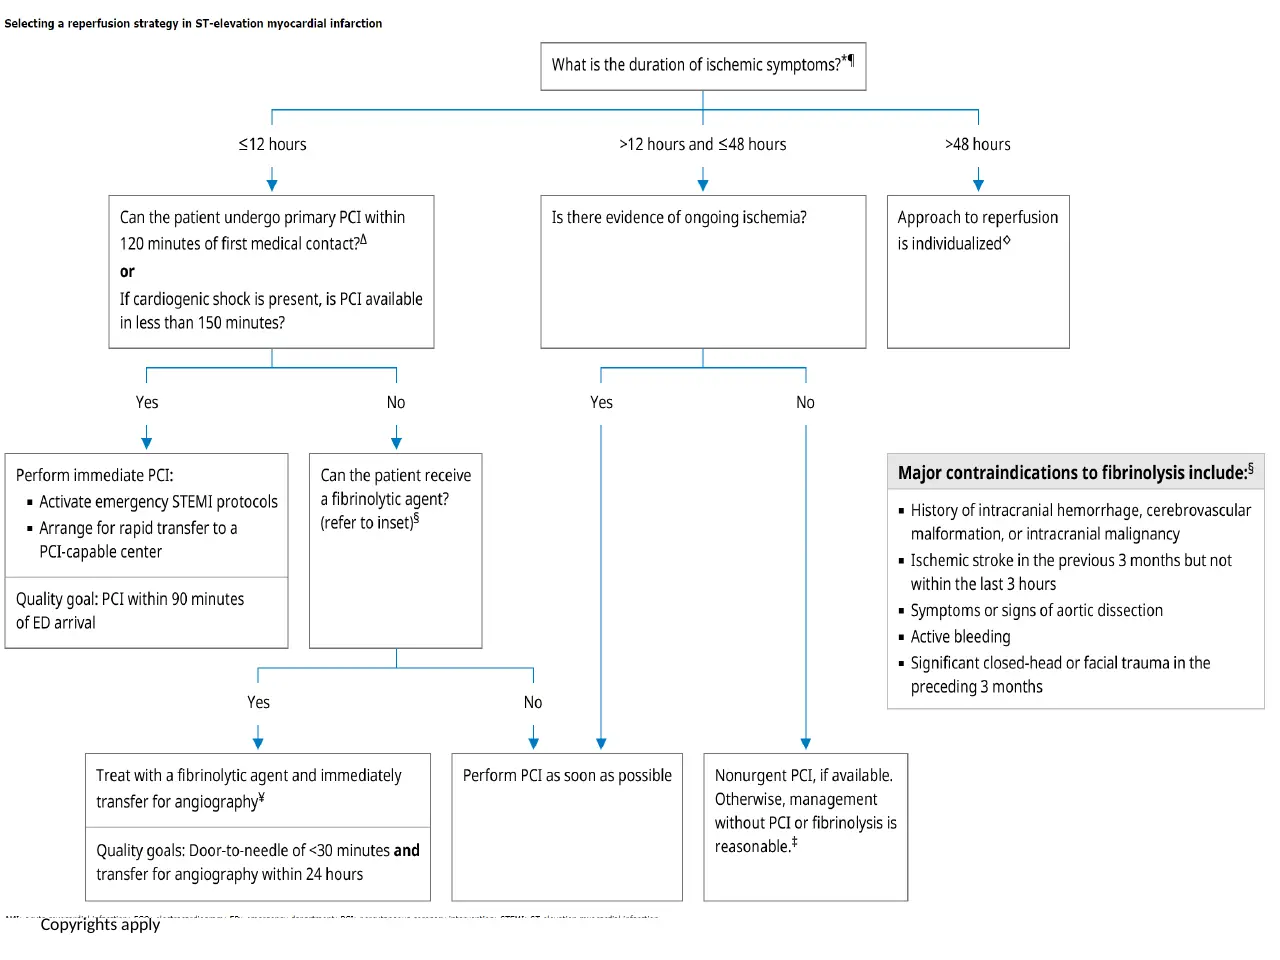 Selecting a reperfusion strategy in ST-elevation myocardial infarction
What is the duration of ischemic symptoms?*¶
≤12 hours
>12 hours and ≤48 hours
>48 hours
Can the patient undergo primary PCI within
120 minutes of first medical contact?Δ
or
If cardiogenic shock is present, is PCI available
in less than 150 minutes?
Is there evidence of ongoing ischemia?
Approach to reperfusion
is individualized◊
Yes
No
Yes
No
Perform immediate PCI:
▪ Activate emergency STEMI protocols
▪ Arrange for rapid transfer to a
PCI-capable center
Quality goal: PCI within 90 minutes
of ED arrival
Can the patient receive
a fibrinolytic agent?
(refer to inset)§
Major contraindications to fibrinolysis include:§
▪ History of intracranial hemorrhage, cerebrovascular
malformation, or intracranial malignancy
▪ Ischemic stroke in the previous 3 months but not
within the last 3 hours
▪ Symptoms or signs of aortic dissection
▪ Active bleeding
▪ Significant closed-head or facial trauma in the
preceding 3 months
Yes
No
Treat with a fibrinolytic agent and immediately
transfer for angiography¥
Quality goals: Door-to-needle of <30 minutes and
transfer for angiography within 24 hours
Perform PCI as soon as possible
Nonurgent PCI, if available.
Otherwise, management
without PCI or fibrinolysis is
reasonable.‡
Copyrights apply